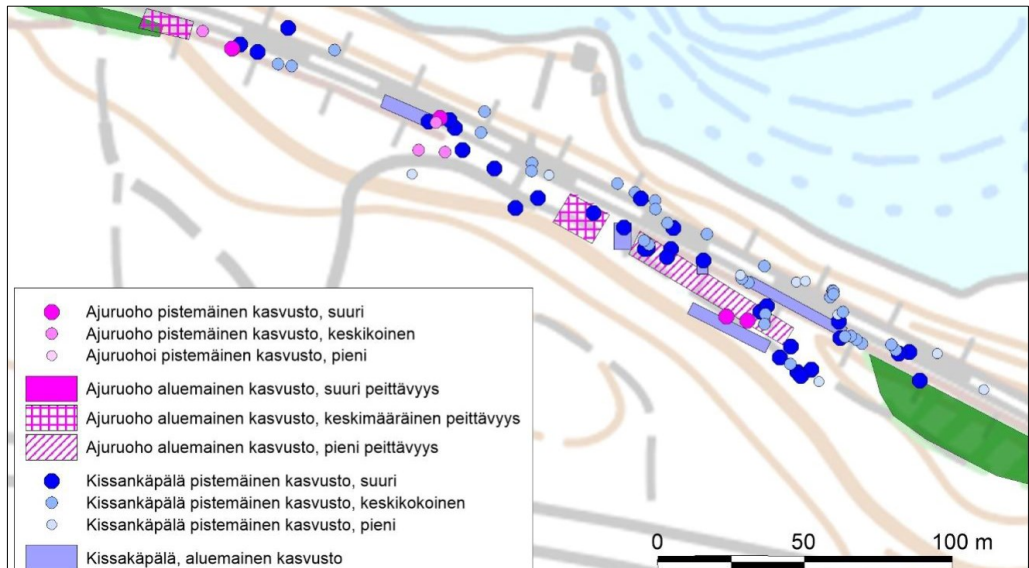 Ajuruoho pistemäinen kasvusto, suuri
Ajuruoho pistemäinen kasvusto, keskikoinen
Ajuruohoi pistemäinen kasvusto, pieni
Ajuruoho aluemainen kasvusto, suuri peittävyys
Ajuruoho aluemainen kasvusto, keskimääräinen peittävyys
Ajuruoho aluemainen kasvusto, pieni peittävyys
Kissankäpälä pistemäinen kasvusto, suuri
Kissankäpälä pistemäinen kasvusto, keskikokoinen
Kissankäpälä pistemäinen kasvusto, pieni
Kissakäpälä, aluemainen kasvusto
0 50 100 m